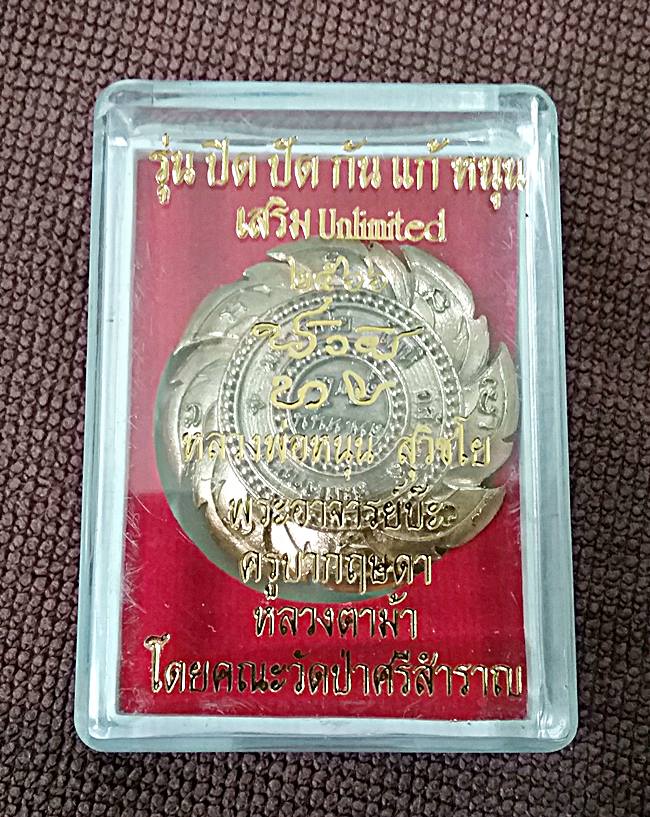 รุ่น ปิด ปัด กัน แก้ หนุน
เสริม Unlimited
๒๕๖๖
หลวงพ่อหนุน สุวิชโย
พระอาจารย์ป๊ะ
ครูบากฤษดา
หลวงตาม้า
โดยคณะวัดป่าศรีสำราญ